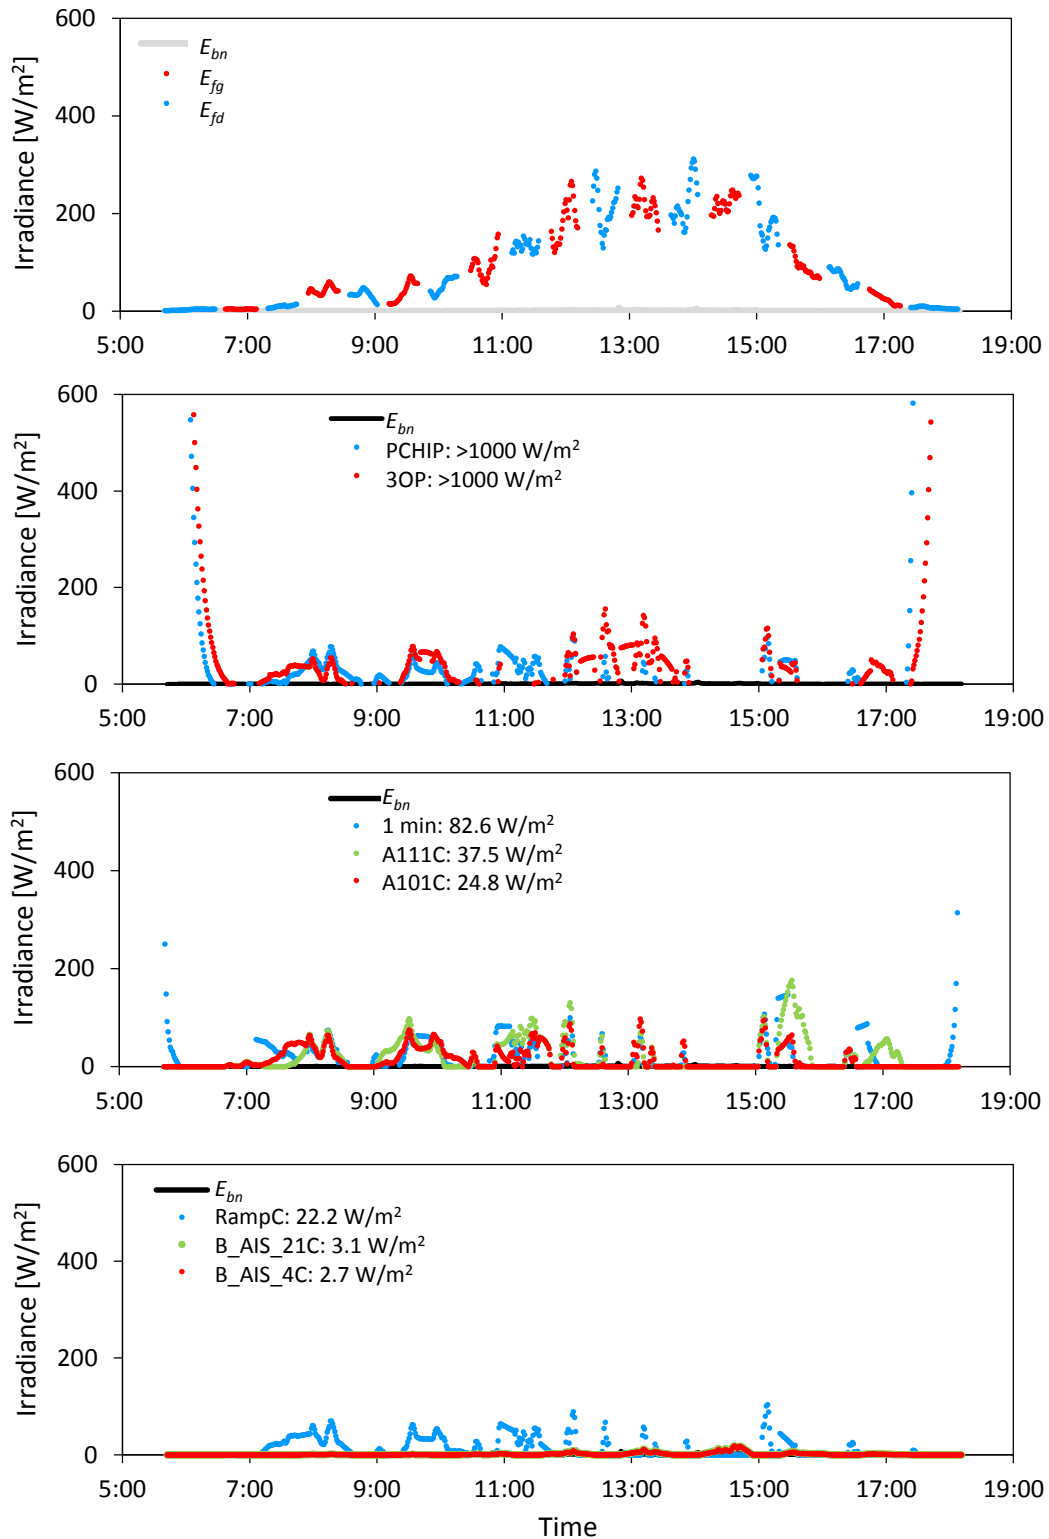 600
400
200
0
Irradiance [W/m²]
E_bn
E_fg
E_fd
5:00 7:00 9:00 11:00 13:00 15:00 17:00 19:00
600
400
200
0
Irradiance [W/m²]
E_bn
PCHIP: >1000 W/m²
3OP: >1000 W/m²
5:00 7:00 9:00 11:00 13:00 15:00 17:00 19:00
600
400
200
0
Irradiance [W/m²]
E_bn
1 min: 82.6 W/m²
A111C: 37.5 W/m²
A101C: 24.8 W/m²
5:00 7:00 9:00 11:00 13:00 15:00 17:00 19:00
600
400
200
0
Irradiance [W/m²]
E_bn
RampC: 22.2 W/m²
B_AIS_21C: 3.1 W/m²
B_AIS_4C: 2.7 W/m²
5:00 7:00 9:00 11:00 13:00 15:00 17:00 19:00
Time